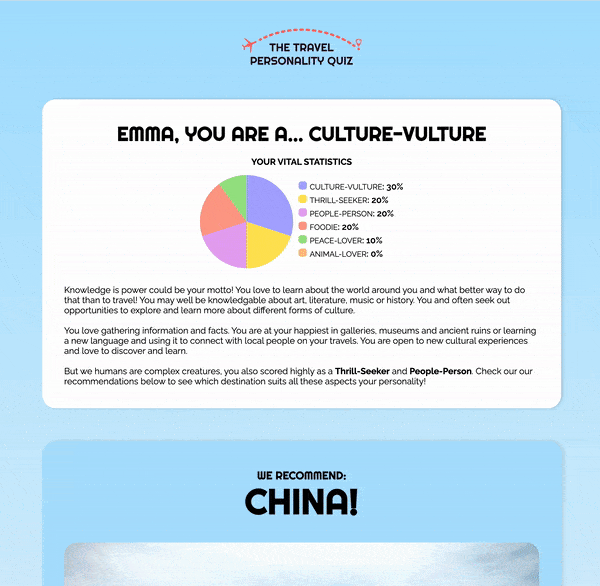 THE TRAVEL
PERSONALITY QUIZ
EMMA, YOU ARE A... CULTURE-VULTURE
YOUR VITAL STATISTICS
CULTURE-VULTURE: 30%
THRILL-SEEKER: 20%
PEOPLE-PERSON: 20%
FOODIE: 20%
PEACE-LOVER: 10%
ANIMAL-LOVER: 0%
Knowledge is power could be your motto! You love to learn about the world around you and what better way to do
that than to travel! You may well be knowledgable about art, literature, music or history. You and often seek out
opportunities to explore and learn more about different forms of culture.
You love gathering information and facts. You are at your happiest in galleries, museums and ancient ruins or learning
a new language and using it to connect with local people on your travels. You are open to new cultural experiences
and love to discover and learn.
But we humans are complex creatures, you also scored highly as a Thrill-Seeker and People-Person. Check our our
recommendations below to see which destination suits all these aspects your personality!
WE RECOMMEND:
CHINA!